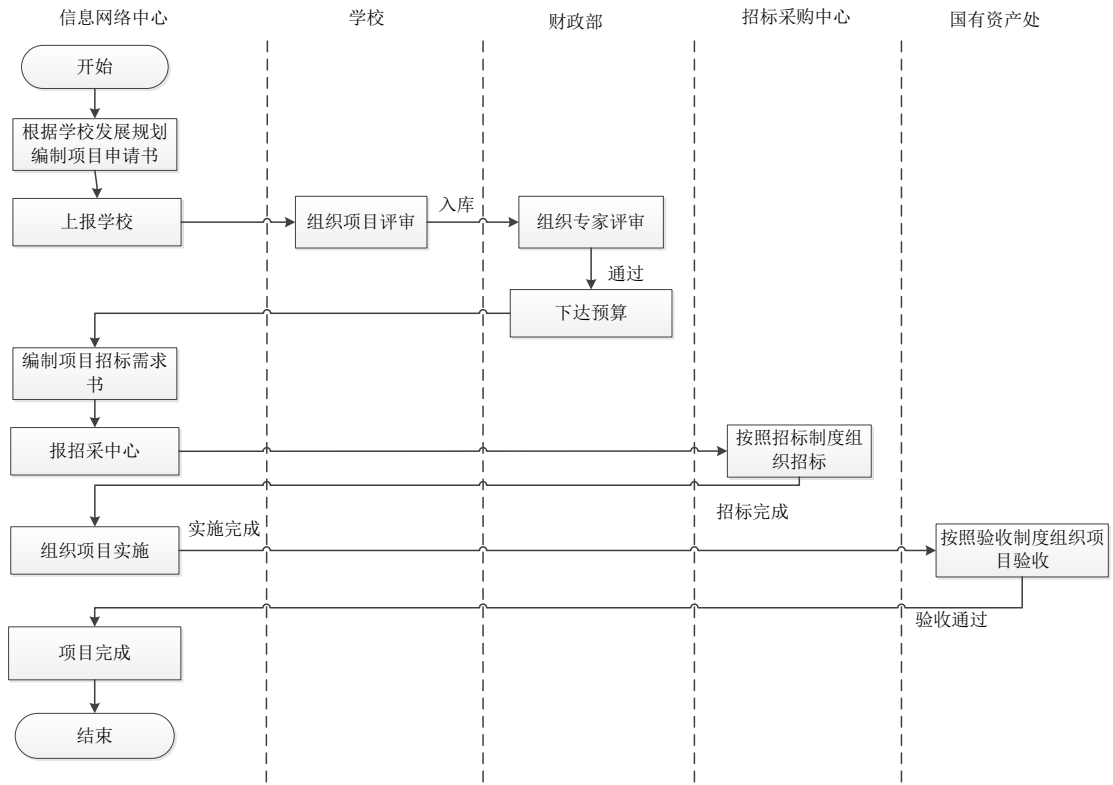 信息网络中心
学校
财政部
招标采购中心
国有资产处
开始
根据学校发展规划
编制项目申请书
上报学校
组织项目评审
入库
组织专家评审
通过
下达预算
编制项目招标需求
书
报招采中心
按照招标制度组
织招标
招标完成
实施完成
组织项目实施
按照验收制度组织项
目验收
验收通过
项目完成
结束